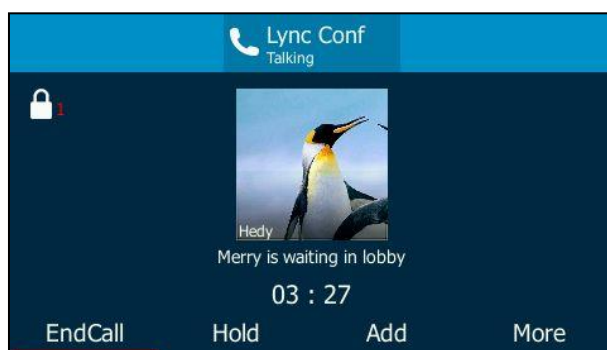 Lync Conf
Talking
1
Hedy
Merry is waiting in lobby
03 : 27
EndCall Hold Add More